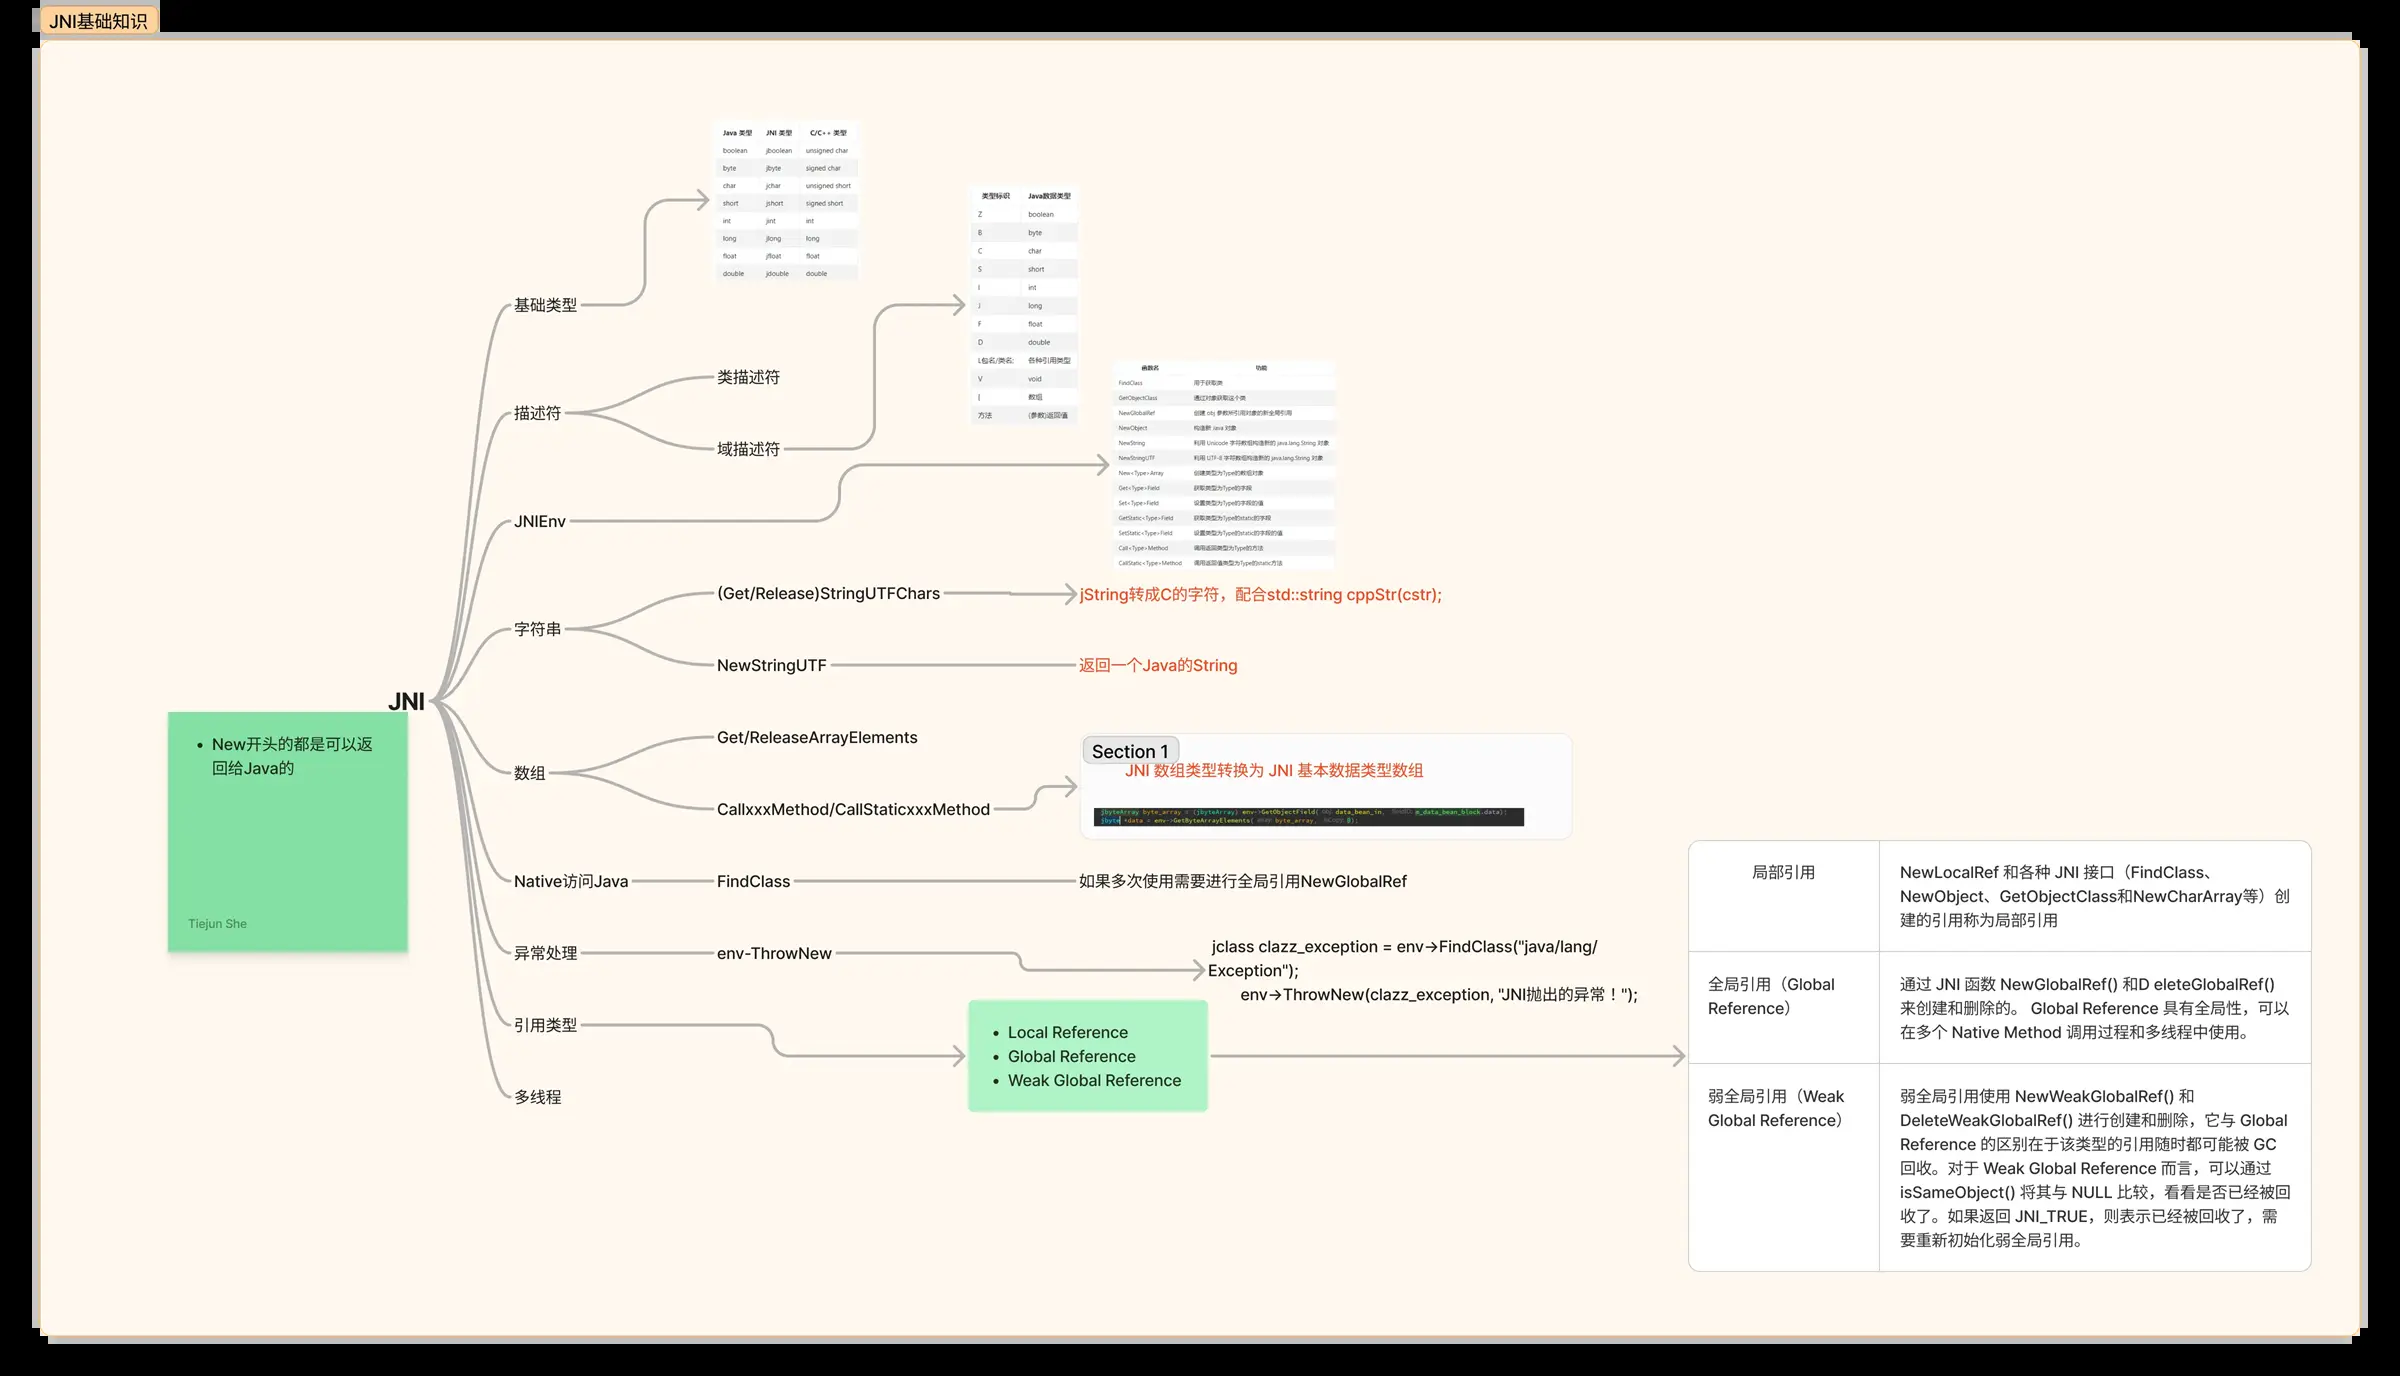 JNI基础知识
Java 类型 JNI 类型 C/C++ 类型
boolean jboolean unsigned char
byte jbyte signed char
char jchar unsigned short
short jshort signed short
int jint int
long jlong long
float jfloat float
double jdouble double
类型标识 Java数据类型
Z boolean
B byte
C char
S short
I int
J long
F float
D double
L包名/类名; 各种引用类型
V void
[ 数组
方法 (参数)返回值
函数名 功能
FindClass 用于获取类
GetObjectClass 通过对象获取这个类
NewGlobalRef 创建 obj 参数所引用对象的新全局引用
NewObject 构造新 Java 对象
NewString 利用 Unicode 字符数组构造新的 java.lang.String 对象
NewStringUTF 利用 UTF-8 字符数组构造新的 java.lang.String 对象
New<Type>Array 创建类型为Type的数组对象
Get<Type>Field 获取类型为Type的字段
Set<Type>Field 设置类型为Type的字段的值
GetStatic<Type>Field 获取类型为Type的static的字段
SetStatic<Type>Field 设置类型为Type的static的字段的值
Call<Type>Method 调用返回类型为Type的方法
CallStatic<Type>Method 调用返回值类型为Type的static方法
基础类型
描述符
类描述符
域描述符
JNIEnv
字符串
(Get/Release)StringUTFChars
jString转成C的字符，配合std::string cppStr(cstr);
NewStringUTF
返回一个Java的String
JNI
New开头的都是可以返
回给Java的
Tiejun She
数组
Get/ReleaseArrayElements
CallxxxMethod/CallStaticxxxMethod
Section 1
JNI 数组类型转换为 JNI 基本数据类型数组
jbyteArray byte_array = (jbyteArray) env->GetObjectField( data_bean_in, m_data_bean_block.data);
jbyte *data = env->GetByteArrayElements( byte_array, );
Native访问Java
FindClass
如果多次使用需要进行全局引用NewGlobalRef
异常处理
env-ThrowNew
jclass clazz_exception = env->FindClass("java/lang/
Exception");
env->ThrowNew(clazz_exception, "JNI抛出的异常！");
引用类型
Local Reference
Global Reference
Weak Global Reference
多线程
局部引用
NewLocalRef 和各种 JNI 接口（FindClass、
NewObject、GetObjectClass和NewCharArray等）创
建的引用称为局部引用
全局引用（Global
Reference）
通过 JNI 函数 NewGlobalRef() 和D eleteGlobalRef()
来创建和删除的。 Global Reference 具有全局性，可以
在多个 Native Method 调用过程和多线程中使用。
弱全局引用（Weak
Global Reference）
弱全局引用使用 NewWeakGlobalRef() 和
DeleteWeakGlobalRef() 进行创建和删除，它与 Global
Reference 的区别在于该类型的引用随时都可能被 GC
回收。对于 Weak Global Reference 而言，可以通过
isSameObject() 将其与 NULL 比较，看看是否已经被回
收了。如果返回 JNI_TRUE，则表示已经被回收了，需
要重新初始化弱全局引用。